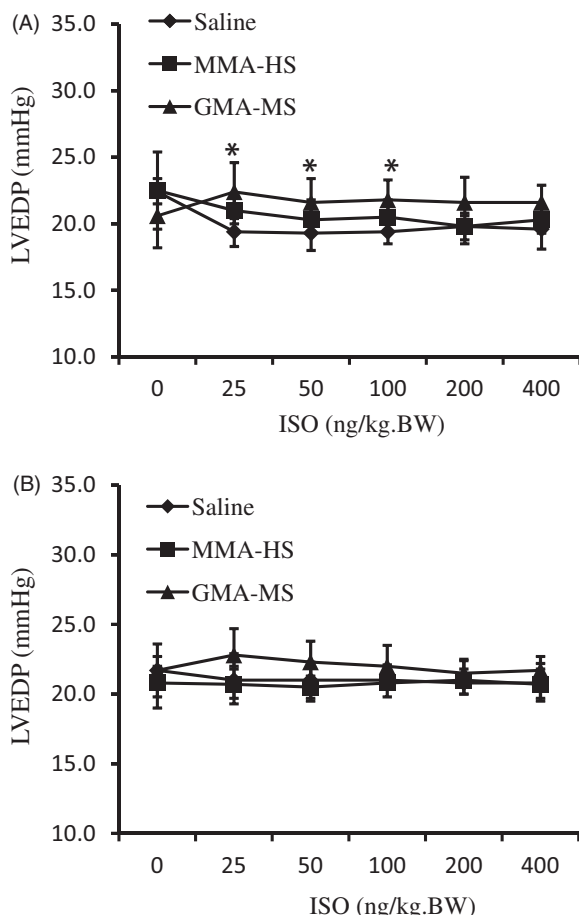 (A)
35.0
30.0
25.0
20.0
15.0
10.0
LVEDP (mmHg)
Saline
MMA-HS
GMA-MS
* * *
0 25 50 100 200 400
ISO (ng/kg.BW)
(B)
35.0
30.0
25.0
20.0
15.0
10.0
LVEDP (mmHg)
Saline
MMA-HS
GMA-MS
0 25 50 100 200 400
ISO (ng/kg.BW)